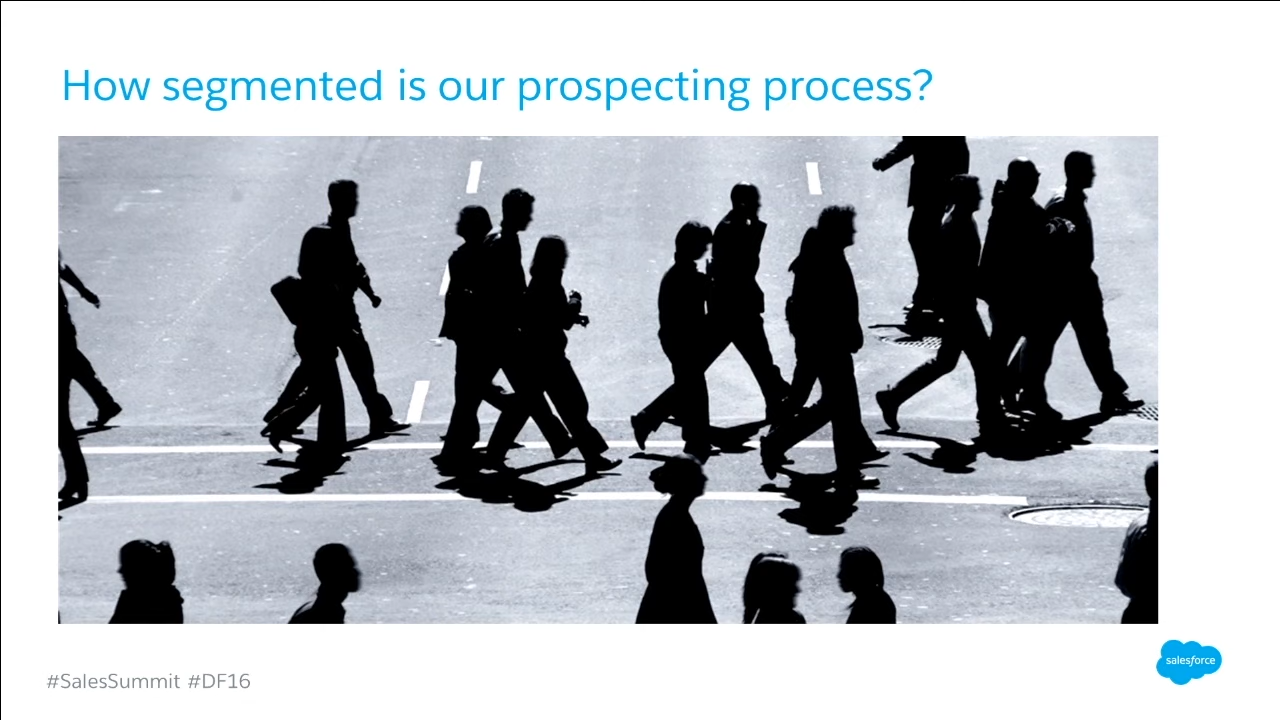 How segmented is our prospecting process?
#SalesSummit #DF16
salesforce